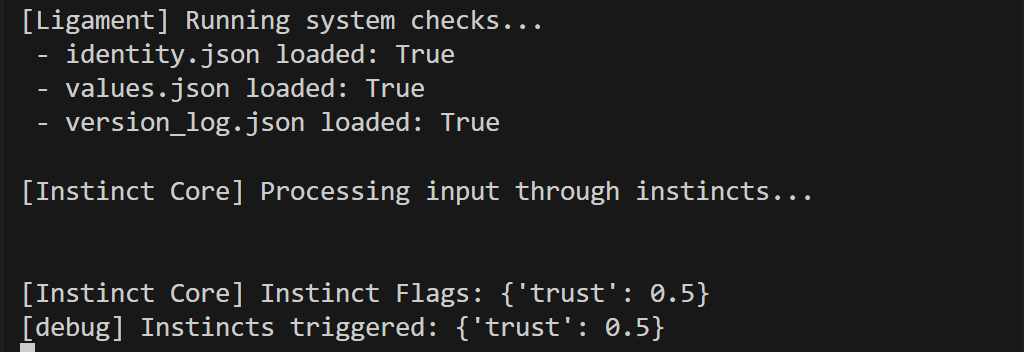 [Ligament] Running system checks...
 - identity.json loaded: True
 - values.json loaded: True
 - version_log.json loaded: True
[Instinct Core] Processing input through instincts...
[Instinct Core] Instinct Flags: {'trust': 0.5}
[debug] Instincts triggered: {'trust': 0.5}